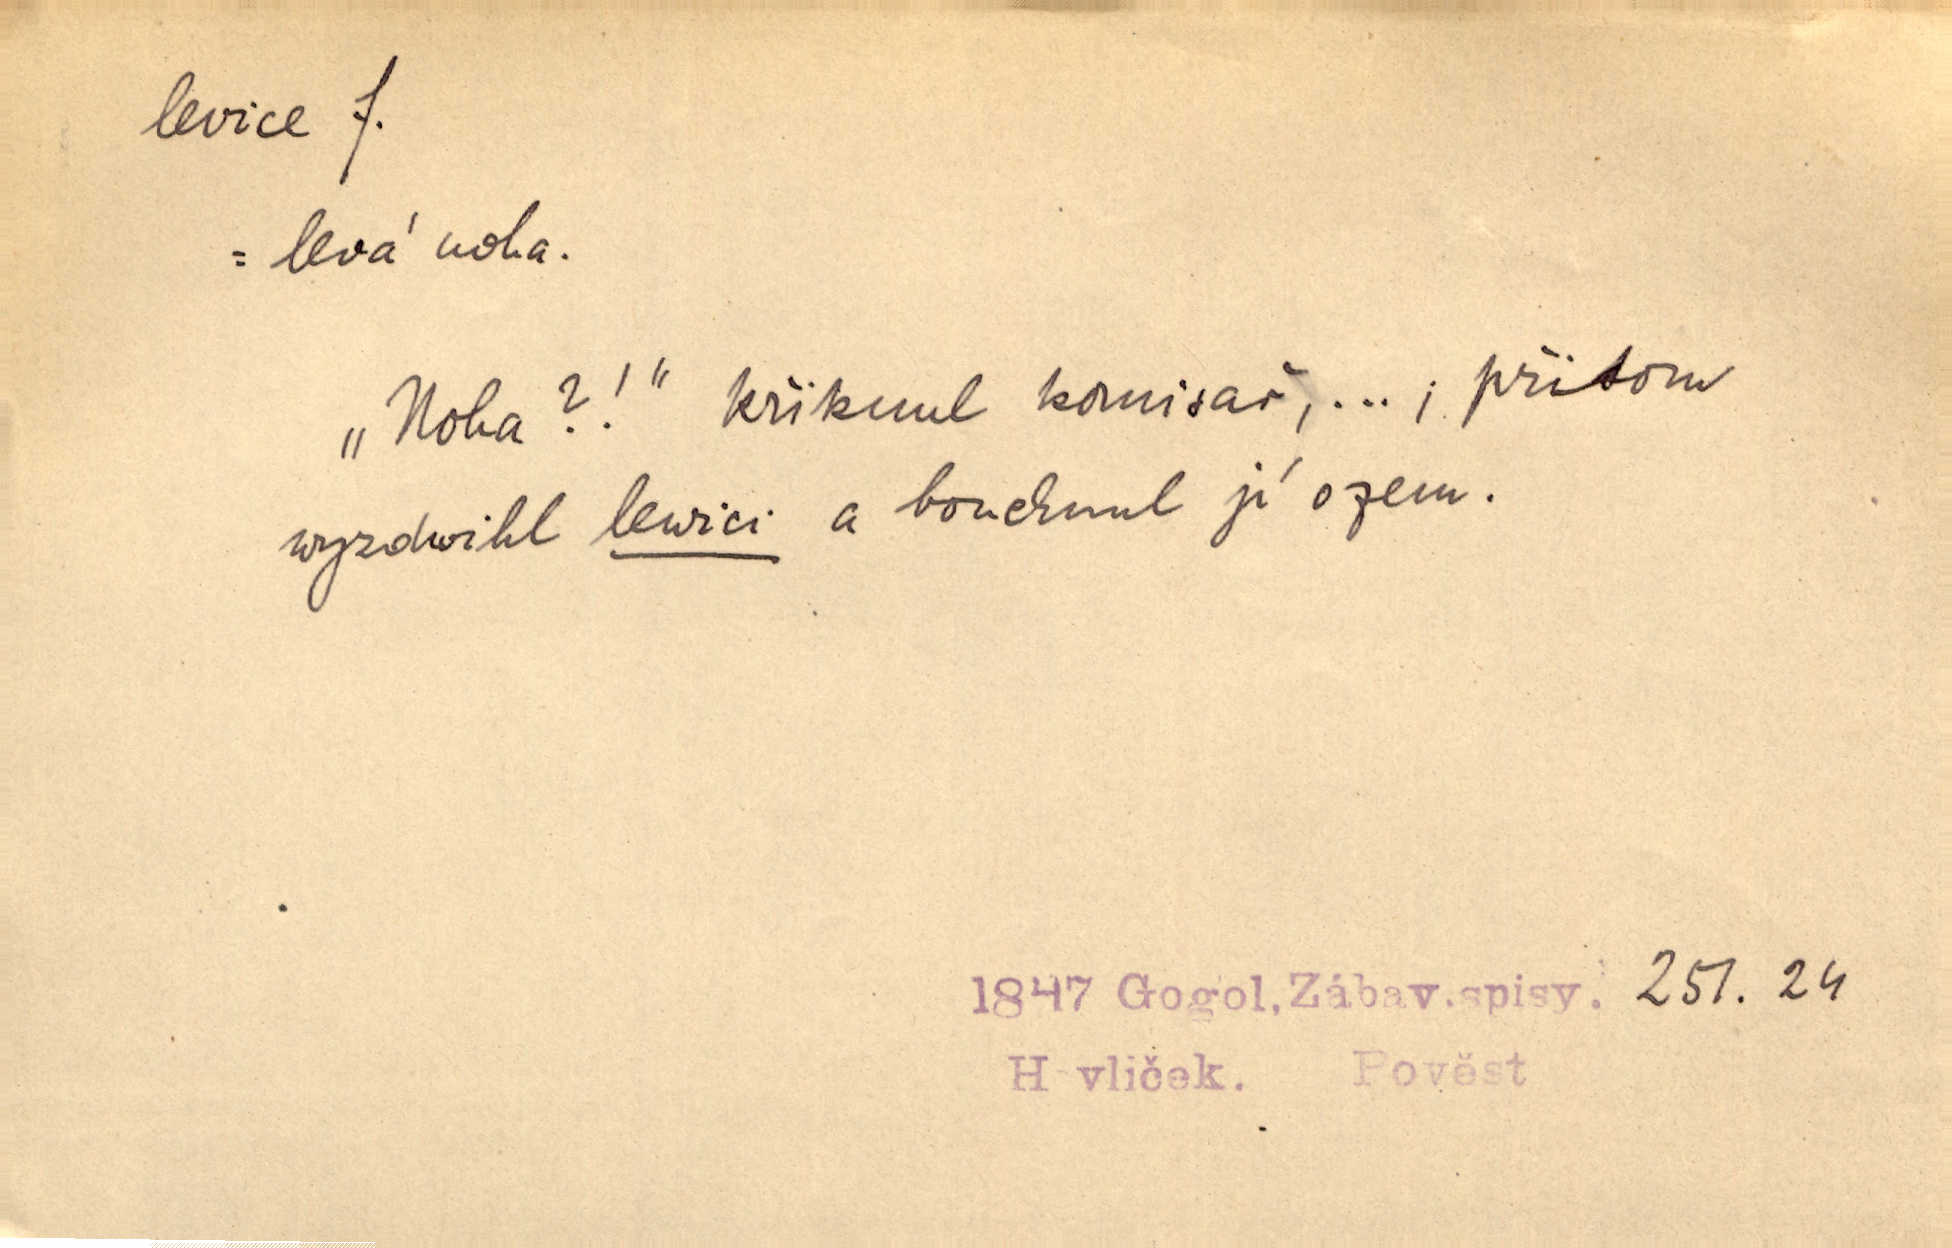 levice f.
= levá noha.
„Noha?!“ křiknul komisař, ... ; přitom
wyzdwihl lewici a bouchnul jí ozem.
1847 Gogol, Zábav. spisy. 251. 24
H vliček. Pověst